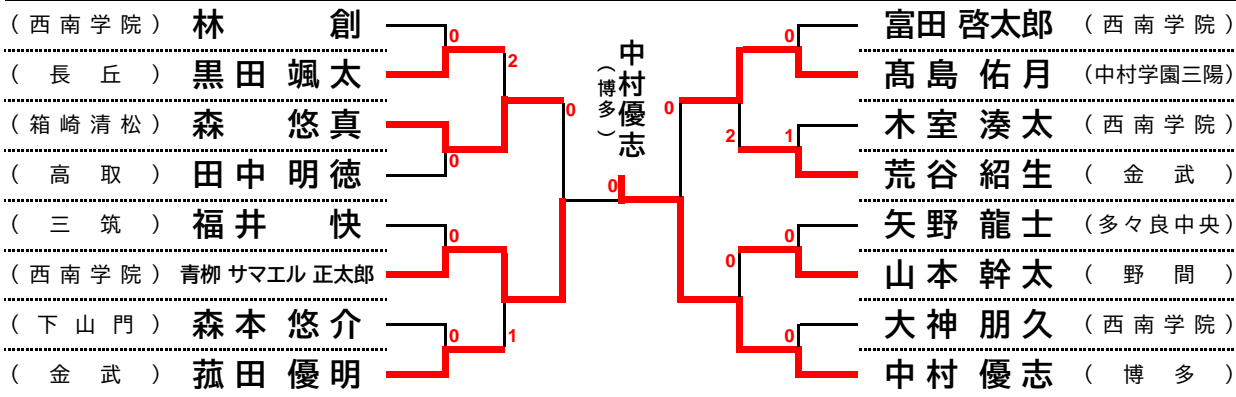 (西南学院) 林 創
0
(長丘) 黒田 颯太
2
(箱崎清松) 森 悠真
0
(高取) 田中 明徳
0
(三筑) 福井 快
0
(西南学院) 青栁 サマエル 正太郎
(下山門) 森本 悠介
0
1
(金武) 菰田 優明
中村優志
(博多)
0
富田 啓太郎 (西南学院)
0
髙島 佑月 (中村学園三陽)
0
木室 湊太 (西南学院)
2
1
荒谷 紹生 (金武)
矢野 龍士 (多々良中央)
0
0
山本 幹太 (野間)
大神 朋久 (西南学院)
0
中村 優志 (博多)